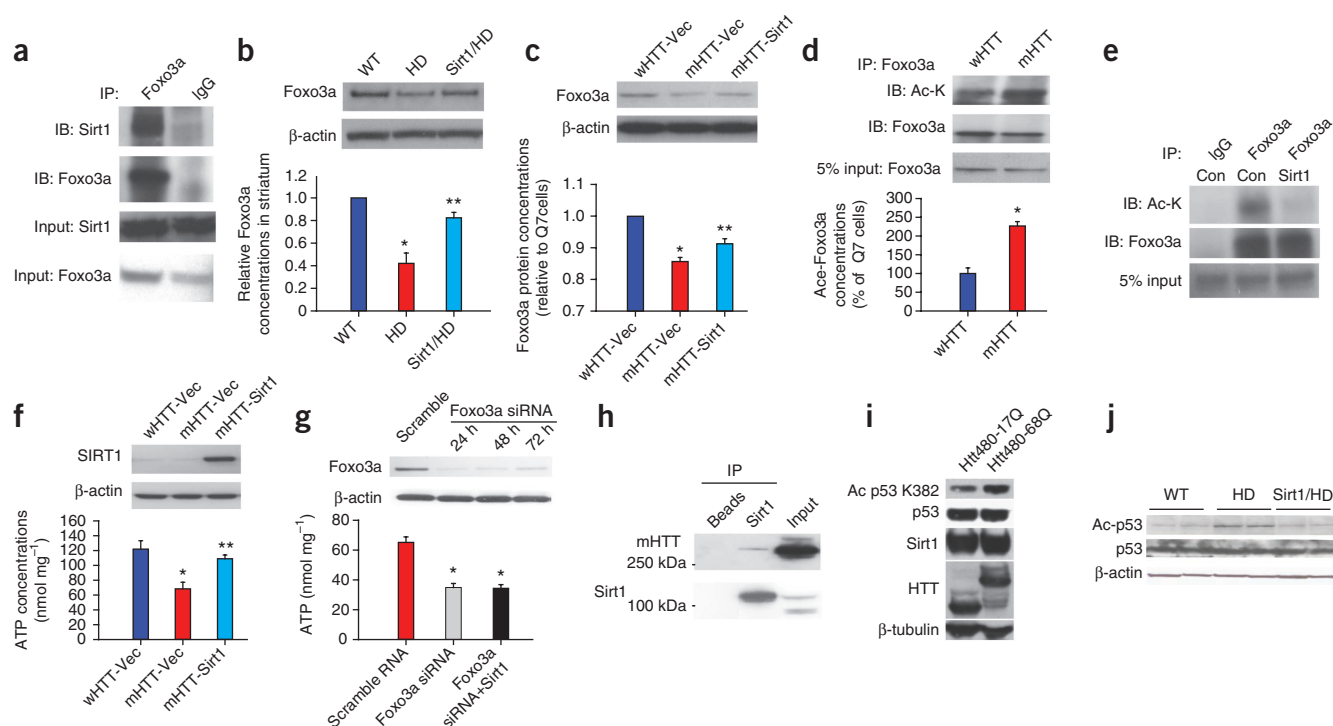 a
IP: Foxo3a IgG
IB: Sirt1
IB: Foxo3a
Input: Sirt1
Input: Foxo3a
b
WT HD Sirt1/HD
Foxo3a
β-actin
Relative Foxo3a
concentrations in striatum
1.2
1.0
0.8
0.6
0.4
0.2
0
*
**
WT HD Sirt1/HD
c
wHTT-Vec mHTT-Vec mHTT-Sirt1
Foxo3a
β-actin
Foxo3a protein concentrations
(relative to Q7cells)
1.1
1.0
0.9
0.8
0.7
*
**
wHTT-Vec mHTT-Vec mHTT-Sirt1
d
wHTT mHTT
IP: Foxo3a
IB: Ac-K
IB: Foxo3a
5% input: Foxo3a
Ace-Foxo3a
concentrations
(% of Q7 cells)
300
250
200
150
100
50
0
*
wHTT mHTT
e
IP: IgG Foxo3a Foxo3a
Con Con Sirt1
IB: Ac-K
IB: Foxo3a
5% input
f
wHTT-Vec mHTT-Vec mHTT-Sirt1
SIRT1
β-actin
ATP concentrations
(nmol mg⁻¹)
160
140
120
100
80
60
40
20
0
*
**
wHTT-Vec mHTT-Vec mHTT-Sirt1
g
Scramble Foxo3a siRNA
24 h 48 h 72 h
Foxo3a
β-actin
ATP (nmol mg⁻¹)
80
60
40
20
0
*
*
Scramble RNA Foxo3a siRNA Foxo3a
siRNA+Sirt1
h
IP
Beads Sirt1 Input
mHTT
250 kDa
Sirt1
100 kDa
i
Htt480-17Q Htt480-68Q
Ac p53 K382
p53
Sirt1
HTT
β-tubulin
j
WT HD Sirt1/HD
Ac-p53
p53
β-actin